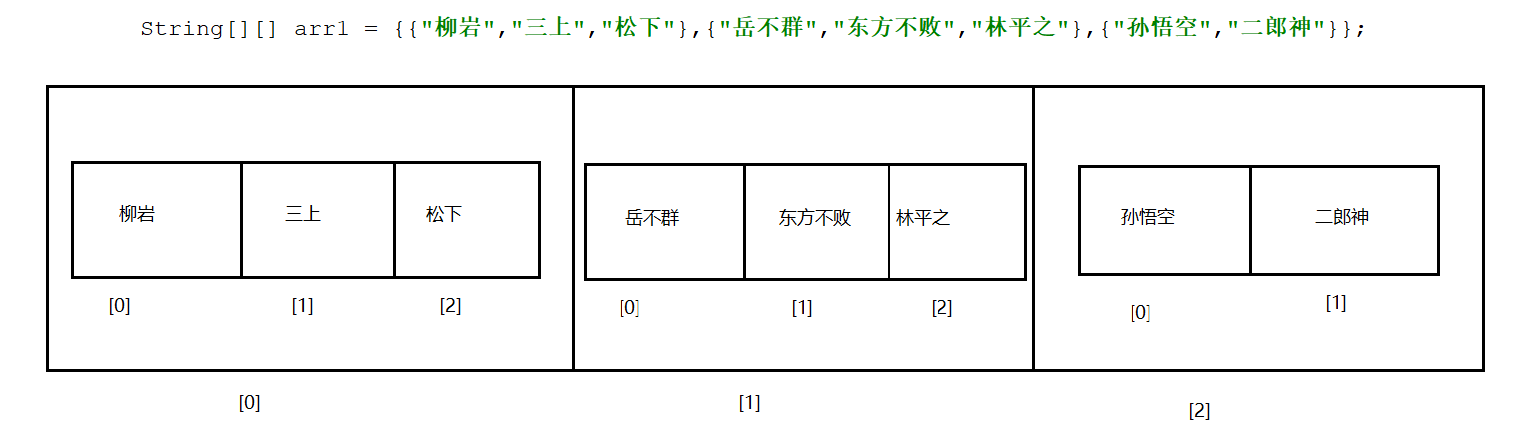 String[][] arr1 = {{"柳岩","三上","松下"},{"岳不群","东方不败","林平之"},{"孙悟空","二郎神"}};
柳岩 三上 松下 岳不群 东方不败 林平之 孙悟空 二郎神
[0] [1] [2] [0] [1] [2] [0] [1]
[0] [1] [2]